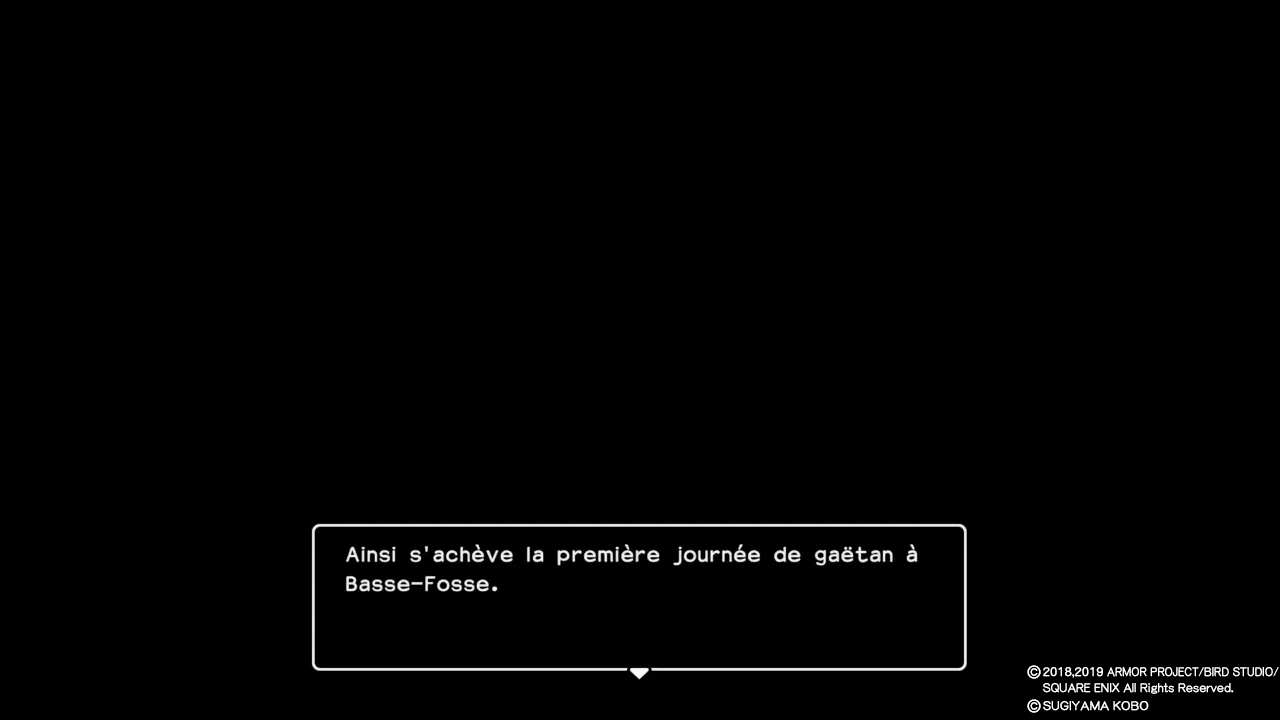 Ainsi s'achève la première journée de gaëtan à
Basse-Fosse.
©2018,2019 ARMOR PROJECT/BIRD STUDIO/
SQUARE ENIX All Rights Reserved.
©SUGIYAMA KOBO